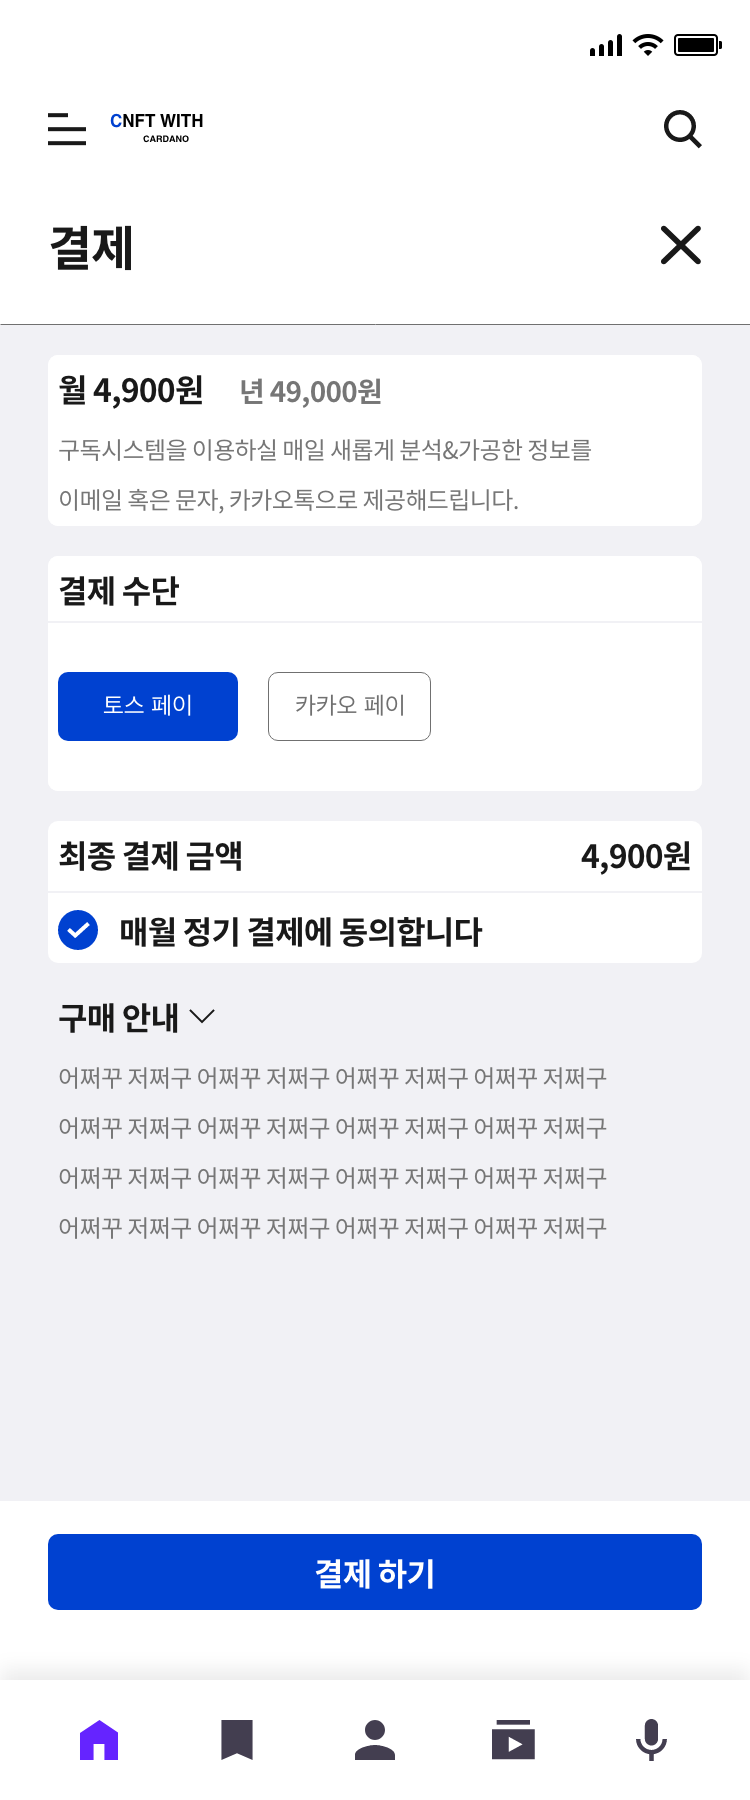 CNFT WITH
CARDANO
결제
월 4,900원 년 49,000원
구독시스템을 이용하실 매일 새롭게 분석&가공한 정보를
이메일 혹은 문자, 카카오톡으로 제공해드립니다.
결제 수단
토스 페이 카카오 페이
최종 결제 금액 4,900원
매월 정기 결제에 동의합니다
구매 안내
어쩌꾸 저쩌구 어쩌꾸 저쩌구 어쩌꾸 저쩌구 어쩌꾸 저쩌구
어쩌꾸 저쩌구 어쩌꾸 저쩌구 어쩌꾸 저쩌구 어쩌꾸 저쩌구
어쩌꾸 저쩌구 어쩌꾸 저쩌구 어쩌꾸 저쩌구 어쩌꾸 저쩌구
어쩌꾸 저쩌구 어쩌꾸 저쩌구 어쩌꾸 저쩌구 어쩌꾸 저쩌구
결제 하기